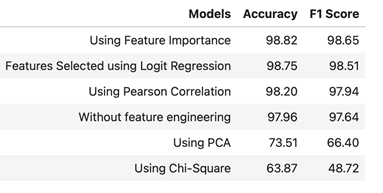 Models Accuracy F1 Score
Using Feature Importance 98.82 98.65
Features Selected using Logit Regression 98.75 98.51
Using Pearson Correlation 98.20 97.94
Without feature engineering 97.96 97.64
Using PCA 73.51 66.40
Using Chi-Square 63.87 48.72